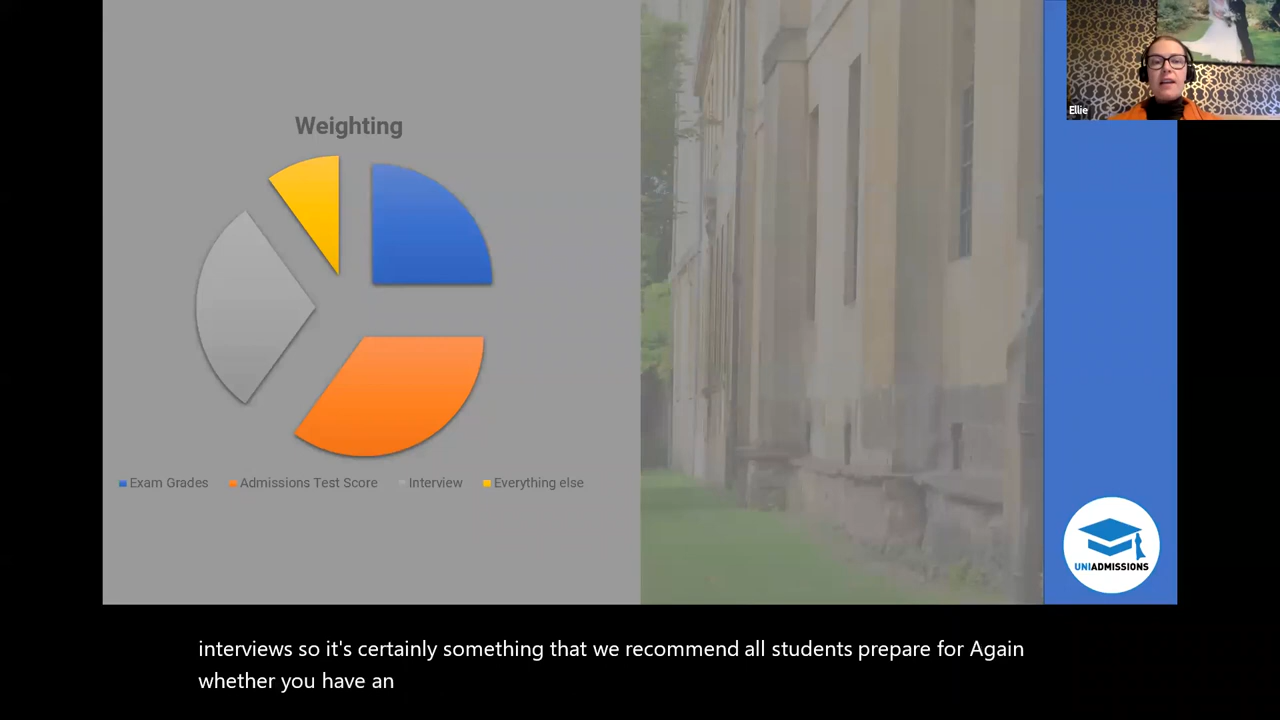 Ellie
Weighting
Exam Grades Admissions Test Score Interview Everything else
UNIADMISSIONS
interviews so it's certainly something that we recommend all students prepare for Again
whether you have an